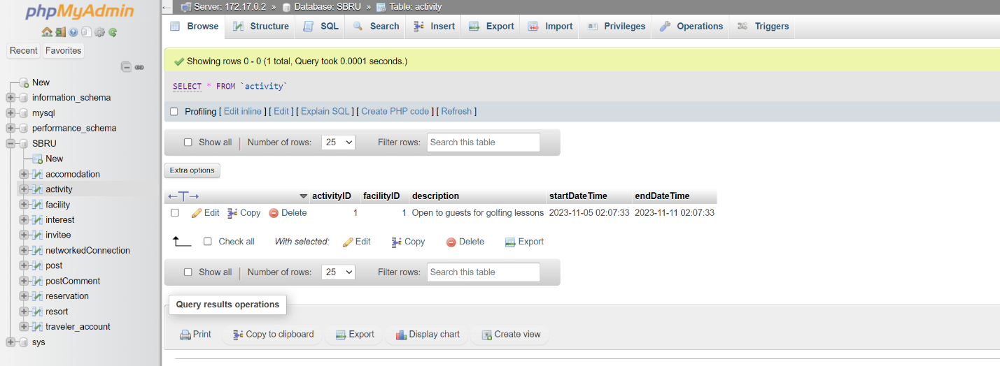 phpMyAdmin
Recent Favorites
New
information_schema
mysql
performance_schema
SBRU
New
accomodation
activity
facility
interest
invitee
networkedConnection
post
postComment
reservation
resort
traveler_account
sys
Server: 172.17.0.2 » Database: SBRU » Table: activity
Browse Structure SQL Search Insert Export Import Privileges Operations Triggers
Showing rows 0 - 0 (1 total, Query took 0.0001 seconds.)
SELECT * FROM `activity`
Profiling [ Edit inline ] [ Edit ] [ Explain SQL ] [ Create PHP code ] [ Refresh ]
Show all | Number of rows: 25 Filter rows: Search this table
Extra options
←T→ activityID facilityID description startDateTime endDateTime
Edit Copy Delete 1 1 Open to guests for golfing lessons 2023-11-05 02:07:33 2023-11-11 02:07:33
Check all With selected: Edit Copy Delete Export
Show all | Number of rows: 25 Filter rows: Search this table
Query results operations
Print Copy to clipboard Export Display chart Create view